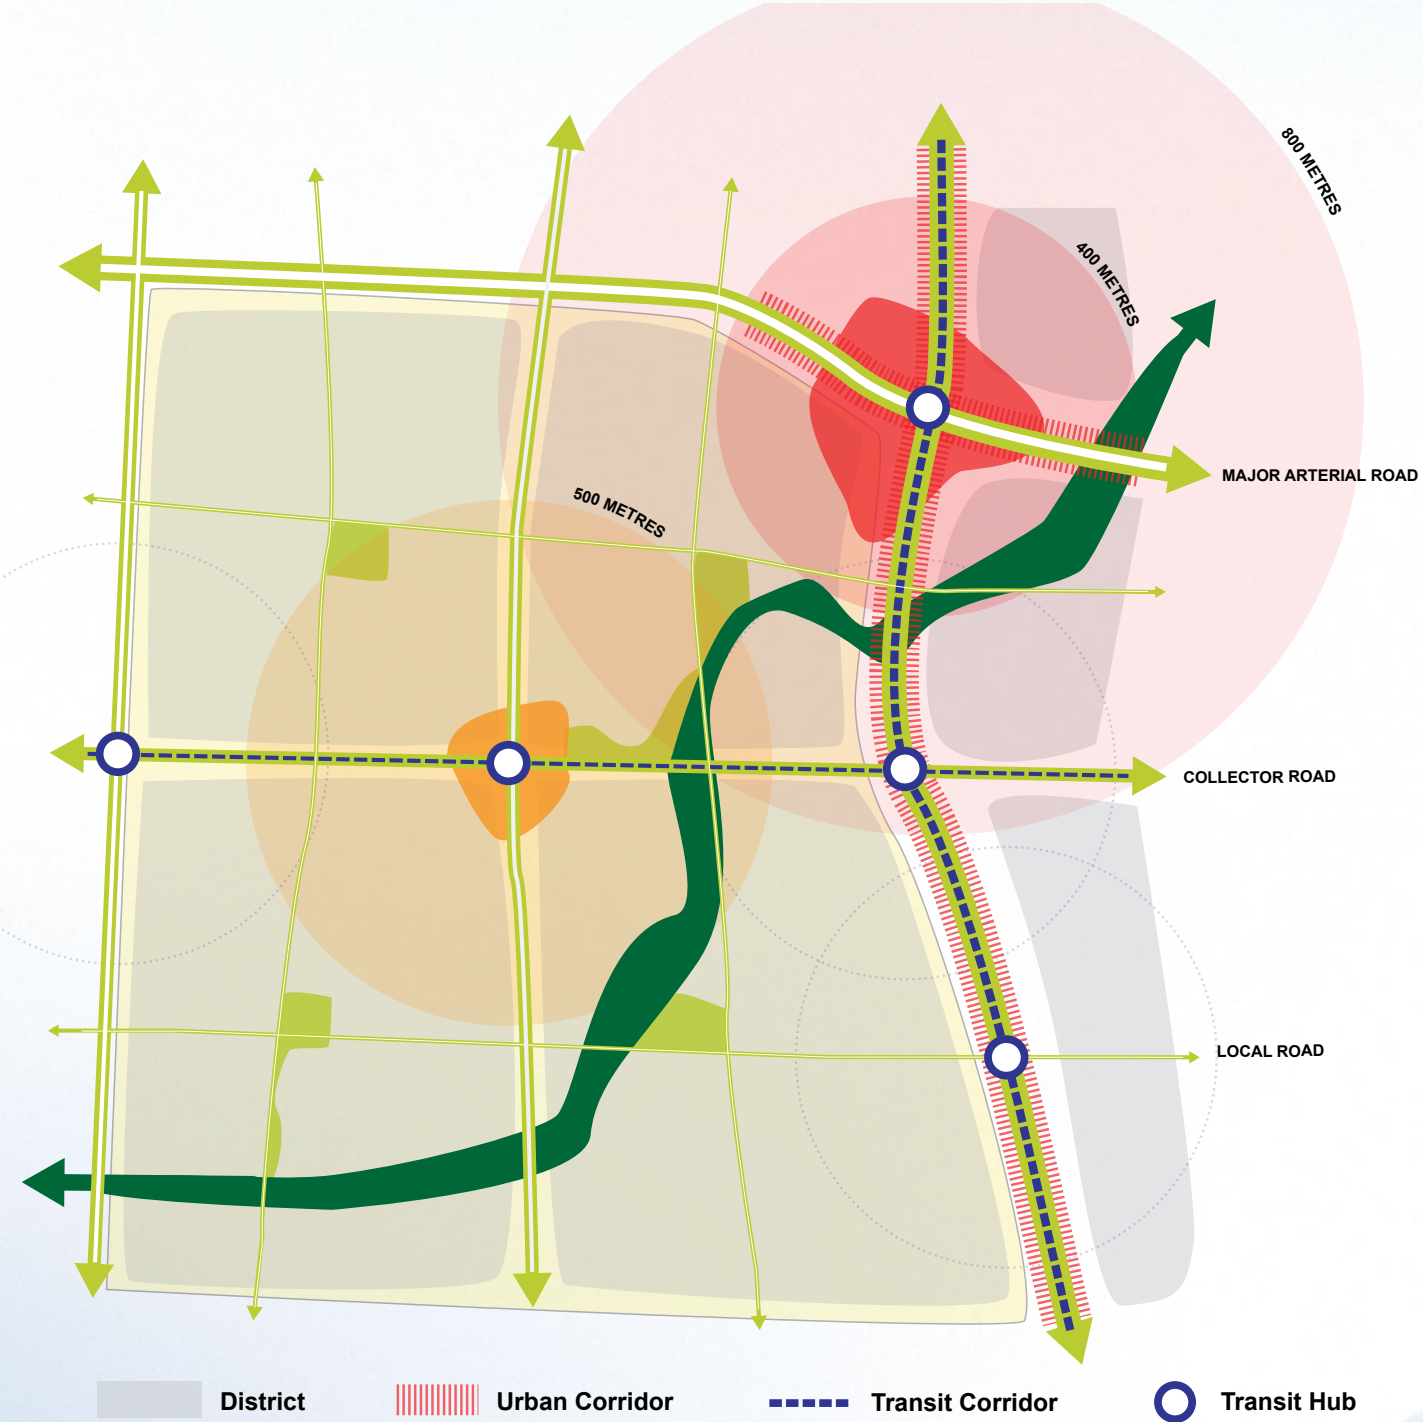 800 METRES
400 METRES
MAJOR ARTERIAL ROAD
500 METRES
COLLECTOR ROAD
LOCAL ROAD
District
Urban Corridor
Transit Corridor
Transit Hub